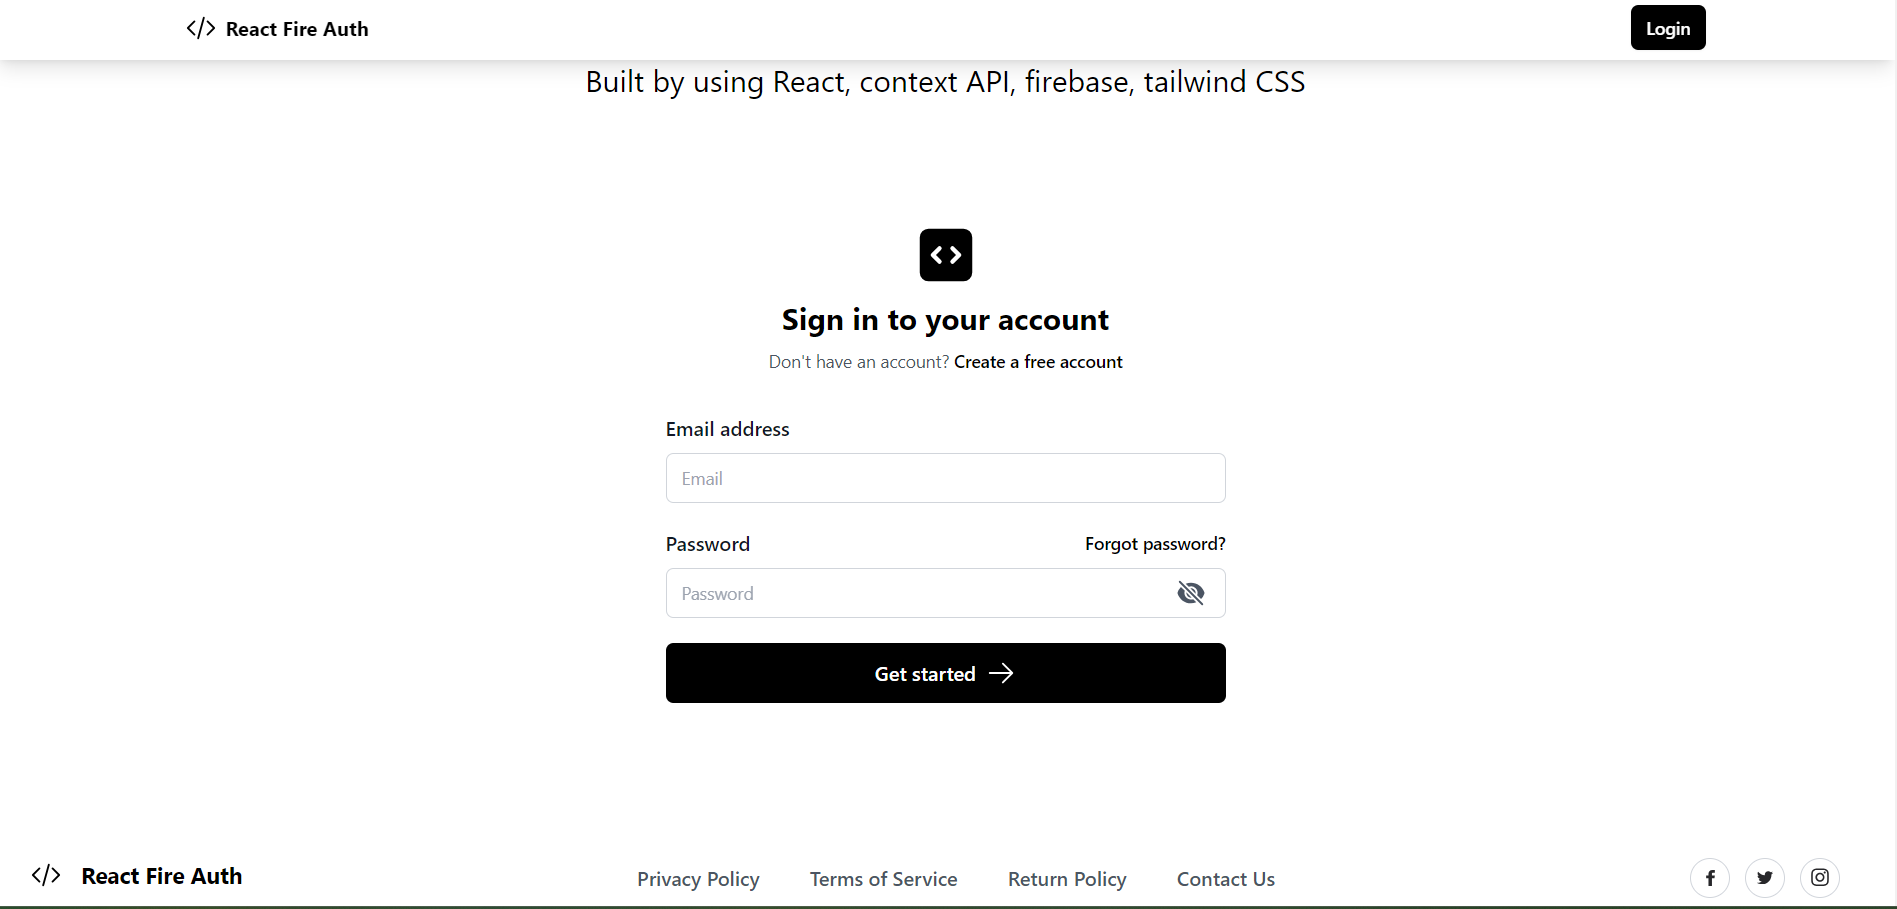 </> React Fire Auth
Login
Built by using React, context API, firebase, tailwind CSS
Sign in to your account
Don't have an account? Create a free account
Email address
Email
Password
Forgot password?
Password
Get started
</> React Fire Auth
Privacy Policy
Terms of Service
Return Policy
Contact Us